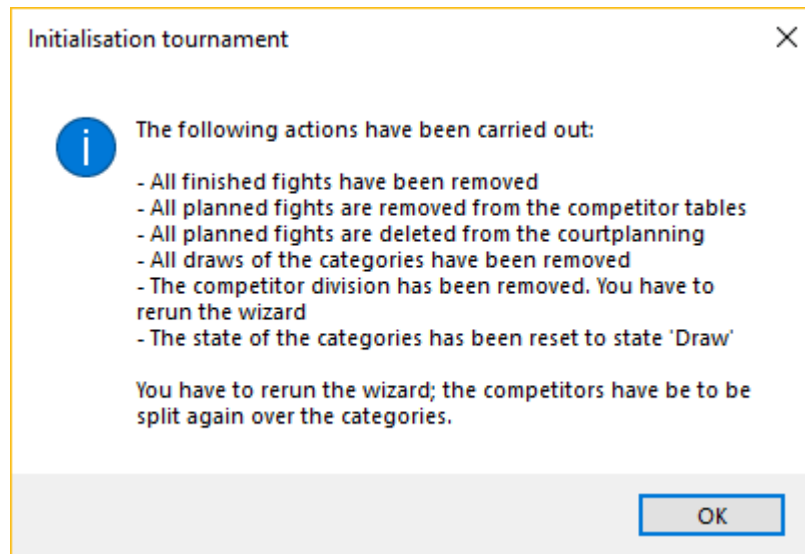 Initialisation tournament
The following actions have been carried out:
- All finished fights have been removed
- All planned fights are removed from the competitor tables
- All planned fights are deleted from the courtplanning
- All draws of the categories have been removed
- The competitor division has been removed. You have to
rerun the wizard
- The state of the categories has been reset to state 'Draw'
You have to rerun the wizard; the competitors have be to be
split again over the categories.
OK